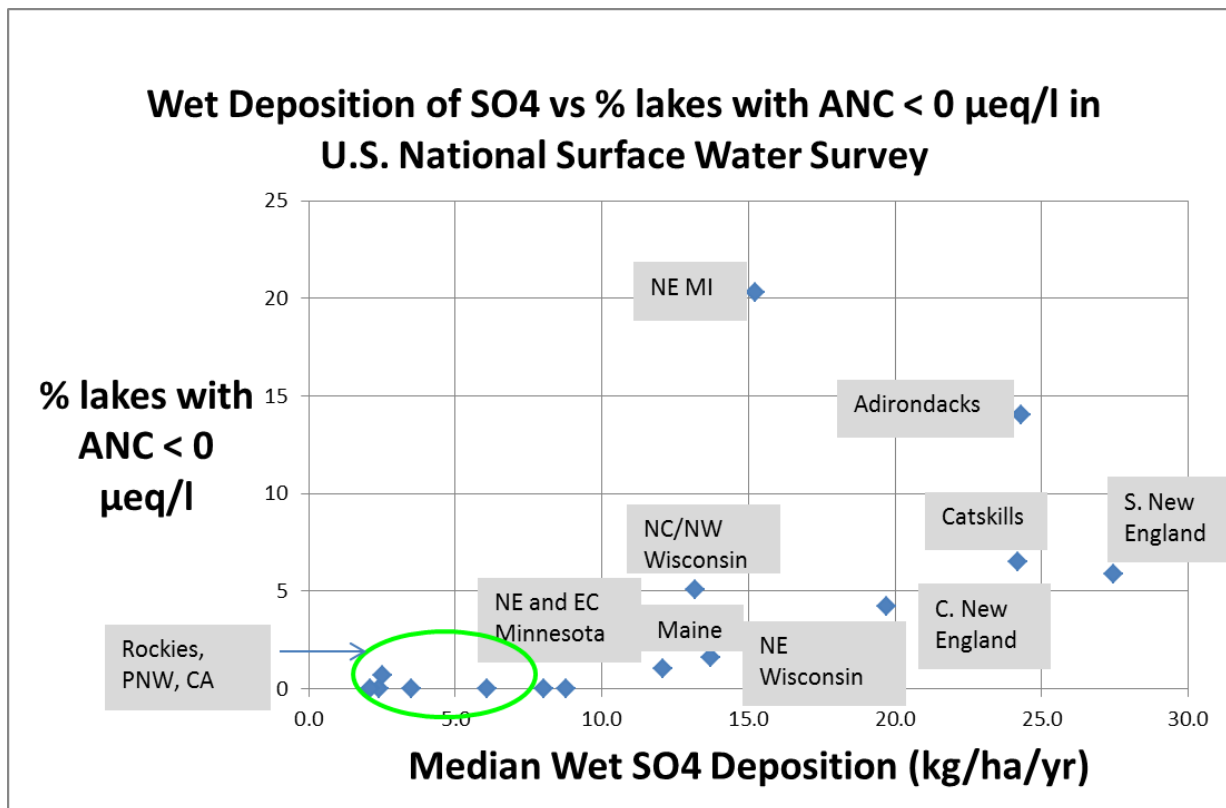 Wet Deposition of SO4 vs % lakes with ANC < 0 µeq/l in
U.S. National Surface Water Survey
25
20
15
10
5
0
% lakes with
ANC < 0
µeq/l
NE MI
Adirondacks
Catskills
S. New
England
NC/NW
Wisconsin
NE and EC
Minnesota
Maine
NE
Wisconsin
C. New
England
Rockies,
PNW, CA
0.0 5.0 10.0 15.0 20.0 25.0 30.0
Median Wet SO4 Deposition (kg/ha/yr)